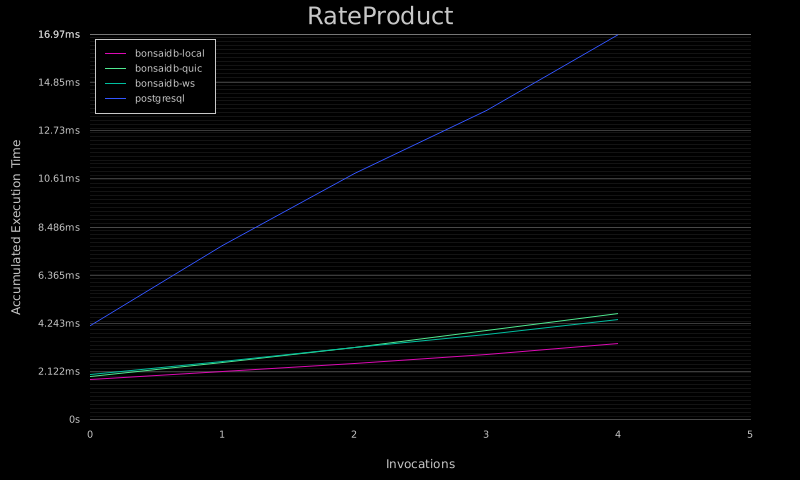 RateProduct
16.97ms
14.85ms
12.73ms
10.61ms
8.486ms
6.365ms
4.243ms
2.122ms
0s
bonsaidb-local
bonsaidb-quic
bonsaidb-ws
postgresql
Accumulated Execution Time
0 1 2 3 4 5
Invocations